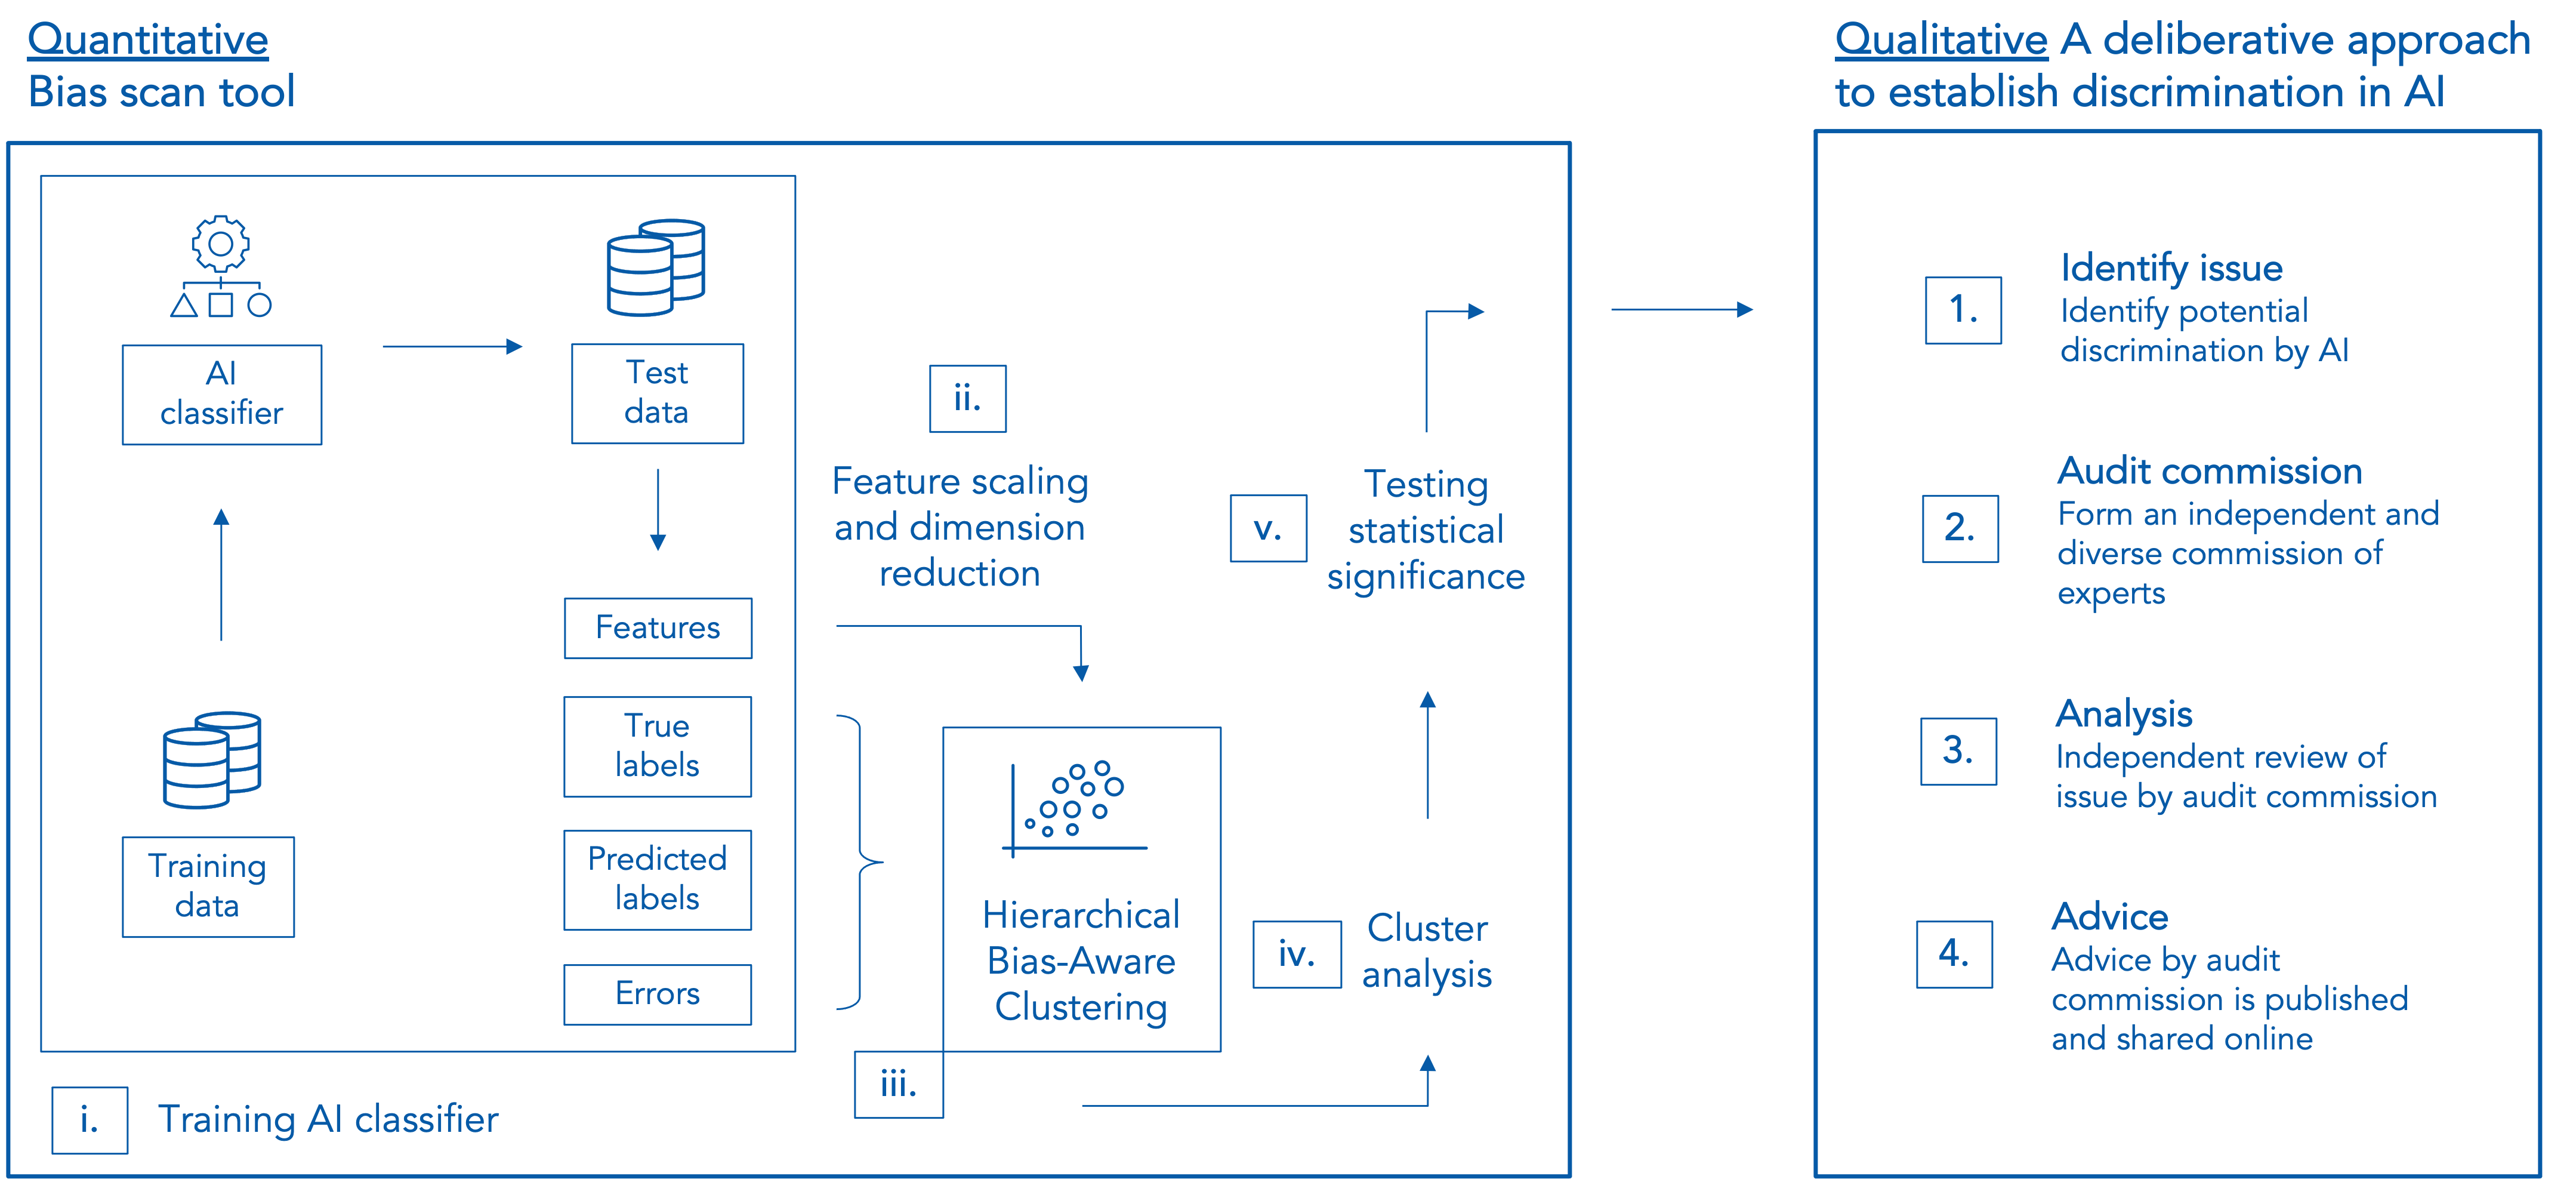 Quantitative
Bias scan tool
AI
classifier
Test
data
Training
data
Features
True
labels
Predicted
labels
Errors
i.
Training AI classifier
ii.
Feature scaling
and dimension
reduction
iii.
Hierarchical
Bias-Aware
Clustering
iv.
Cluster
analysis
v.
Testing
statistical
significance
Qualitative A deliberative approach
to establish discrimination in AI
1.
Identify issue
Identify potential
discrimination by AI
2.
Audit commission
Form an independent and
diverse commission of
experts
3.
Analysis
Independent review of
issue by audit commission
4.
Advice
Advice by audit
commission is published
and shared online